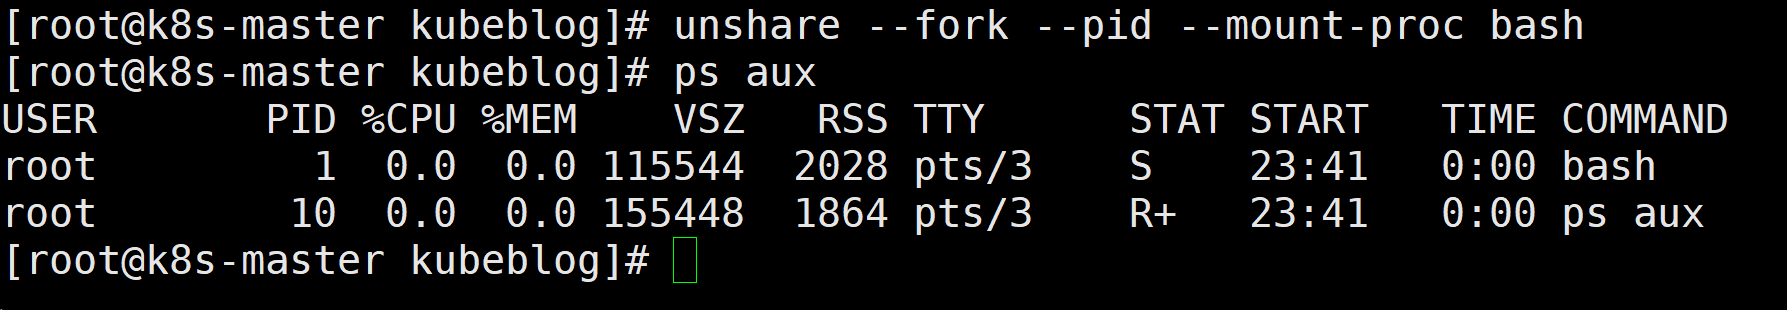 [root@k8s-master kubeblog]# unshare --fork --pid --mount-proc bash
[root@k8s-master kubeblog]# ps aux
USER       PID %CPU %MEM    VSZ   RSS TTY      STAT START   TIME COMMAND
root         1  0.0  0.0 115544  2028 pts/3    S    23:41   0:00 bash
root        10  0.0  0.0 155448  1864 pts/3    R+   23:41   0:00 ps aux
[root@k8s-master kubeblog]#